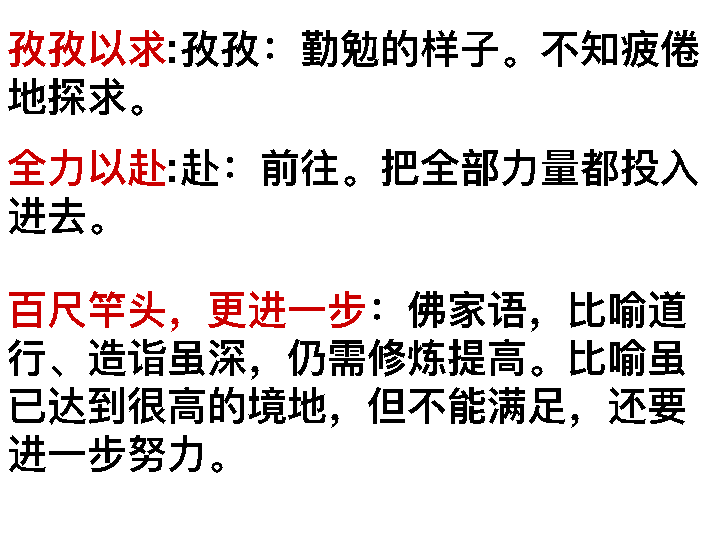 孜孜以求:孜孜：勤勉的样子。不知疲倦
地探求。
全力以赴:赴：前往。把全部力量都投入
进去。
百尺竿头，更进一步：佛家语，比喻道
行、造诣虽深，仍需修炼提高。比喻虽
已达到很高的境地，但不能满足，还要
进一步努力。